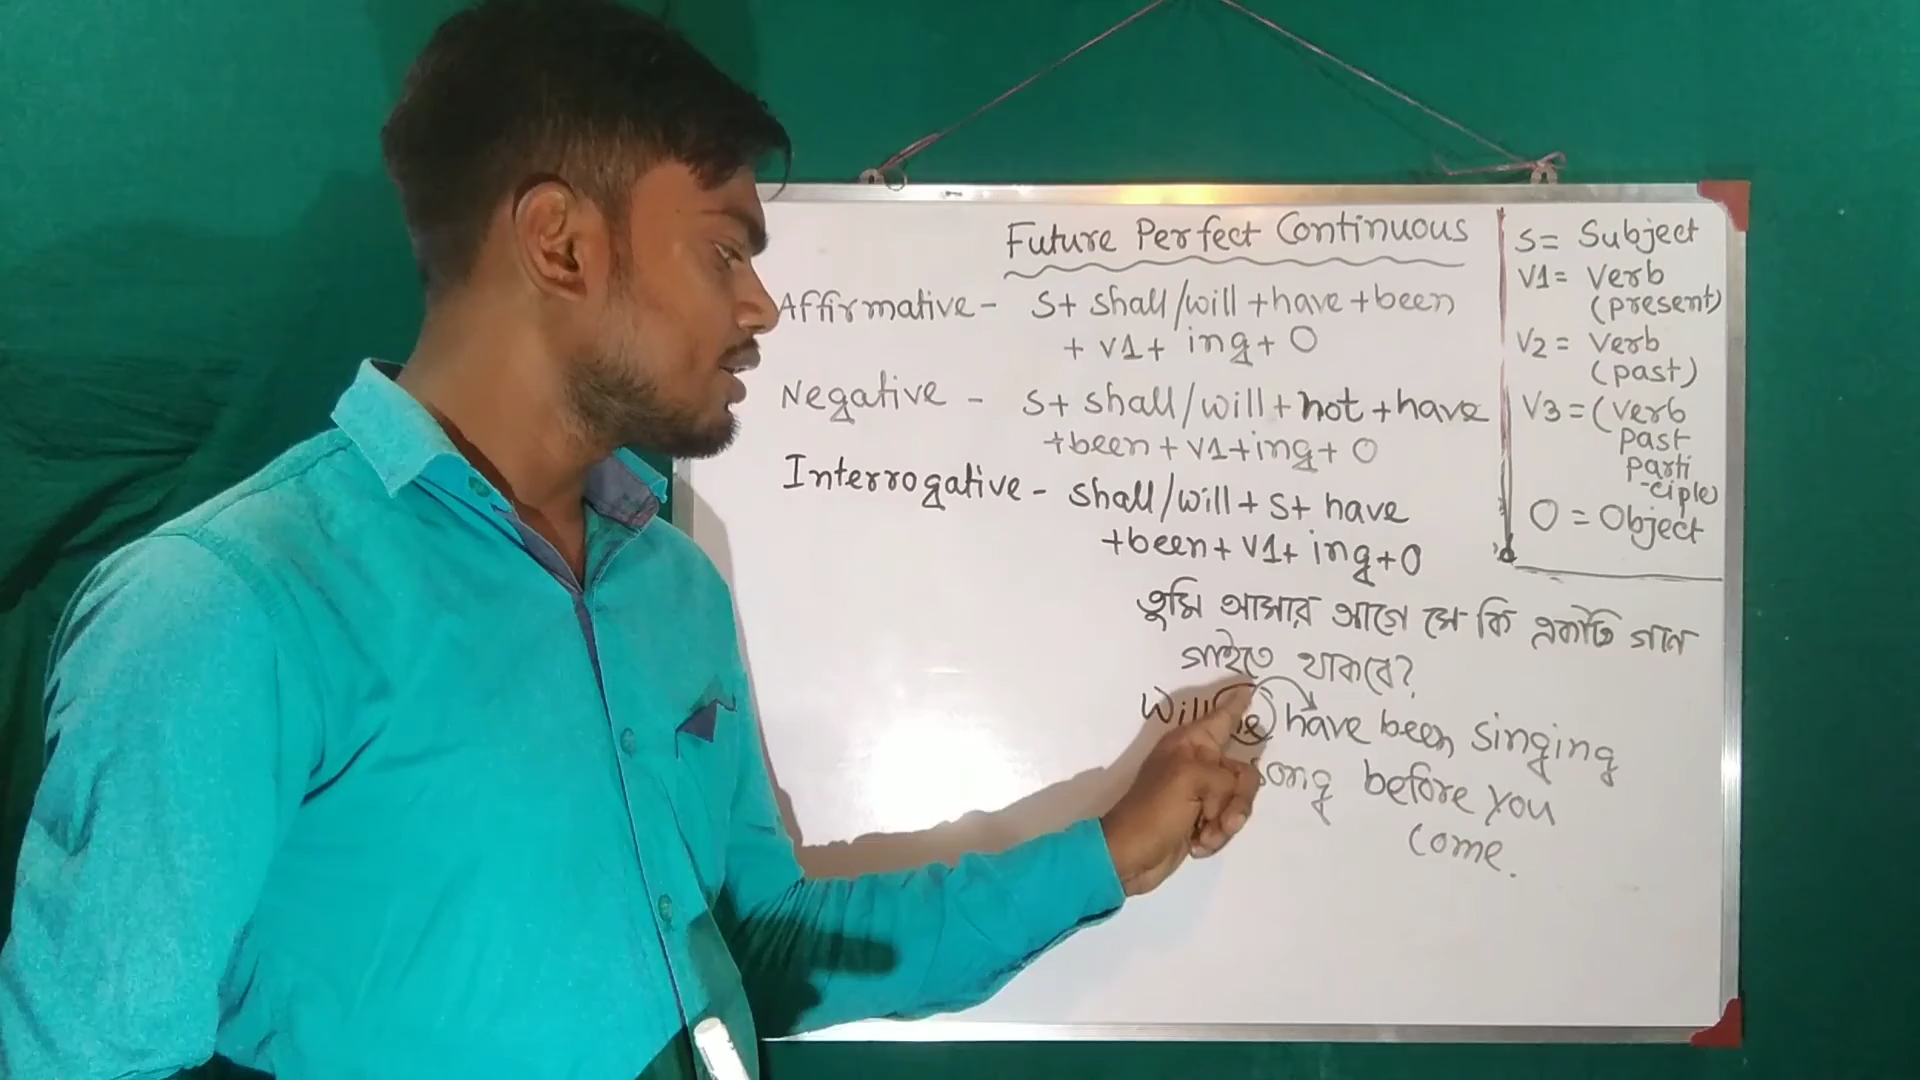 Future Perfect Continuous
Affirmative - S+ shall/will +have +been
+ V1+ ing+ O
Negative - S+ shall/will + not +have
+been + V1+ing+ O
Interrogative - shall/will + S+ have
+been+ V1+ ing+O
তুমি আসার আগে সে কি একটি গান
গাইতে থাকবে?
Will have been singing
song before you
come.
S= Subject
V1= Verb
(present)
V2= Verb
(past)
V3=(Verb
past
parti
-ciple)
O = Object